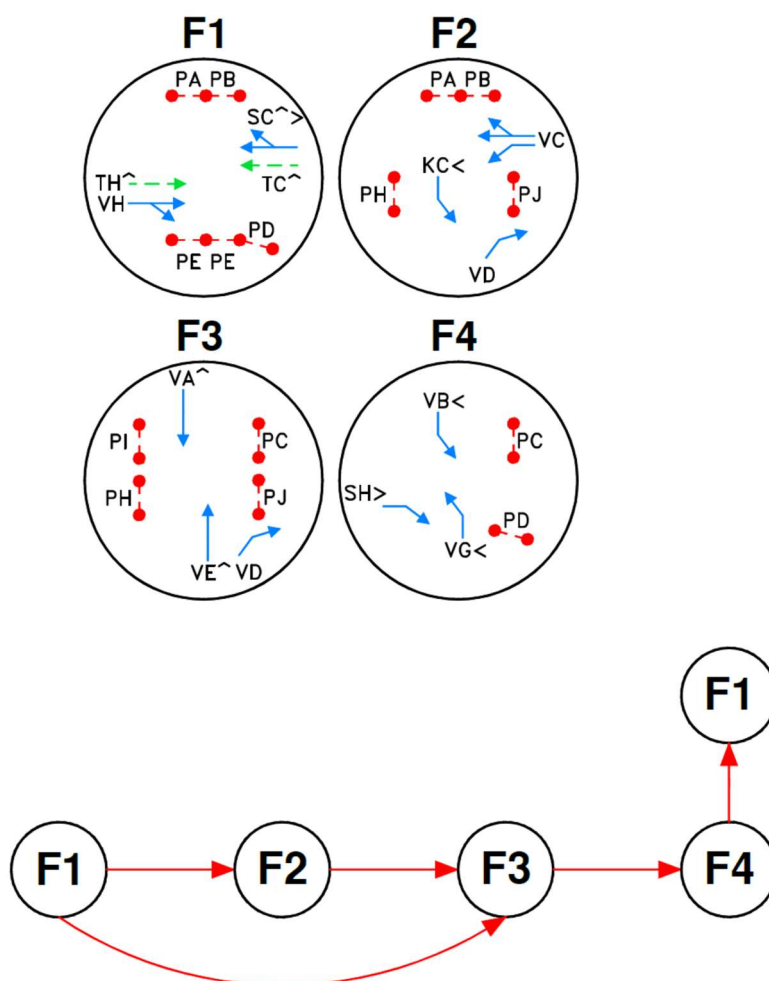 F1 F2
PA PB PA PB
SC^> VC
KC<
TH^ TC^ PH PJ
VH
PD
PE PE VD
F3 F4
VA^
VB<
PI PC PC
PH PJ SH> PD
VE^ VD VG<
F1
F1 F2 F3 F4